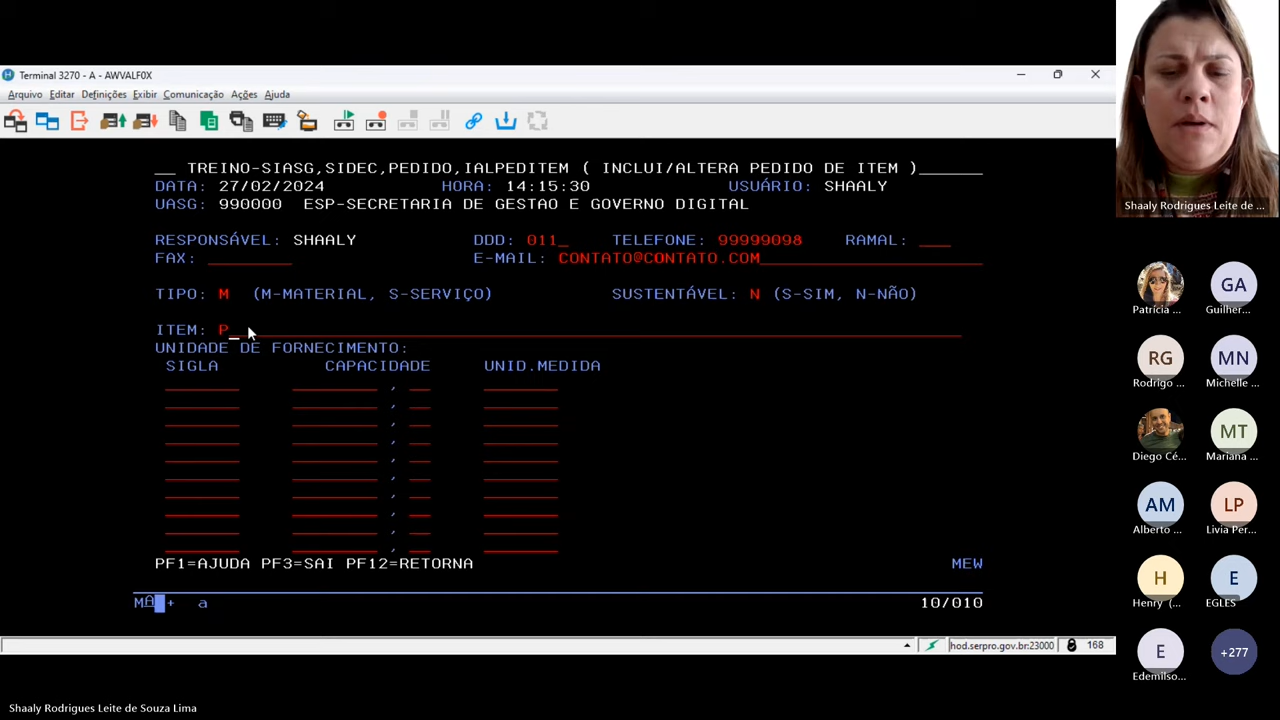 Terminal 3270 - A - AWVALF0X
Arquivo Editar Definições Exibir Comunicação Ações Ajuda
__ TREINO-SIASG,SIDEC,PEDIDO,IALPEDITEM ( INCLUI/ALTERA PEDIDO DE ITEM )______
DATA: 27/02/2024 HORA: 14:15:30 USUÁRIO: SHAALY
UASG: 990000 ESP-SECRETARIA DE GESTAO E GOVERNO DIGITAL
RESPONSÁVEL: SHAALY DDD: 011_ TELEFONE: 99999098 RAMAL: ___
FAX: ________ E-MAIL: CONTATO@CONTATO.COM
TIPO: M (M-MATERIAL, S-SERVIÇO) SUSTENTÁVEL: N (S-SIM, N-NÃO)
ITEM: P
UNIDADE DE FORNECIMENTO:
SIGLA CAPACIDADE UNID.MEDIDA
,
,
,
,
,
,
,
,
,
,
PF1=AJUDA PF3=SAI PF12=RETORNA MEW
MA + a 10/010
hod.serpro.gov.br:23000 168
Shaaly Rodrigues Leite de ...
Patrícia ...
GA
Guilher...
RG
Rodrigo ...
MN
Michelle ...
Diego Cé...
MT
Mariana ...
AM
Alberto ...
LP
Livia Per...
H
Henry (...
E
EGLES
E
Edemilso...
+277
Shaaly Rodrigues Leite de Souza Lima